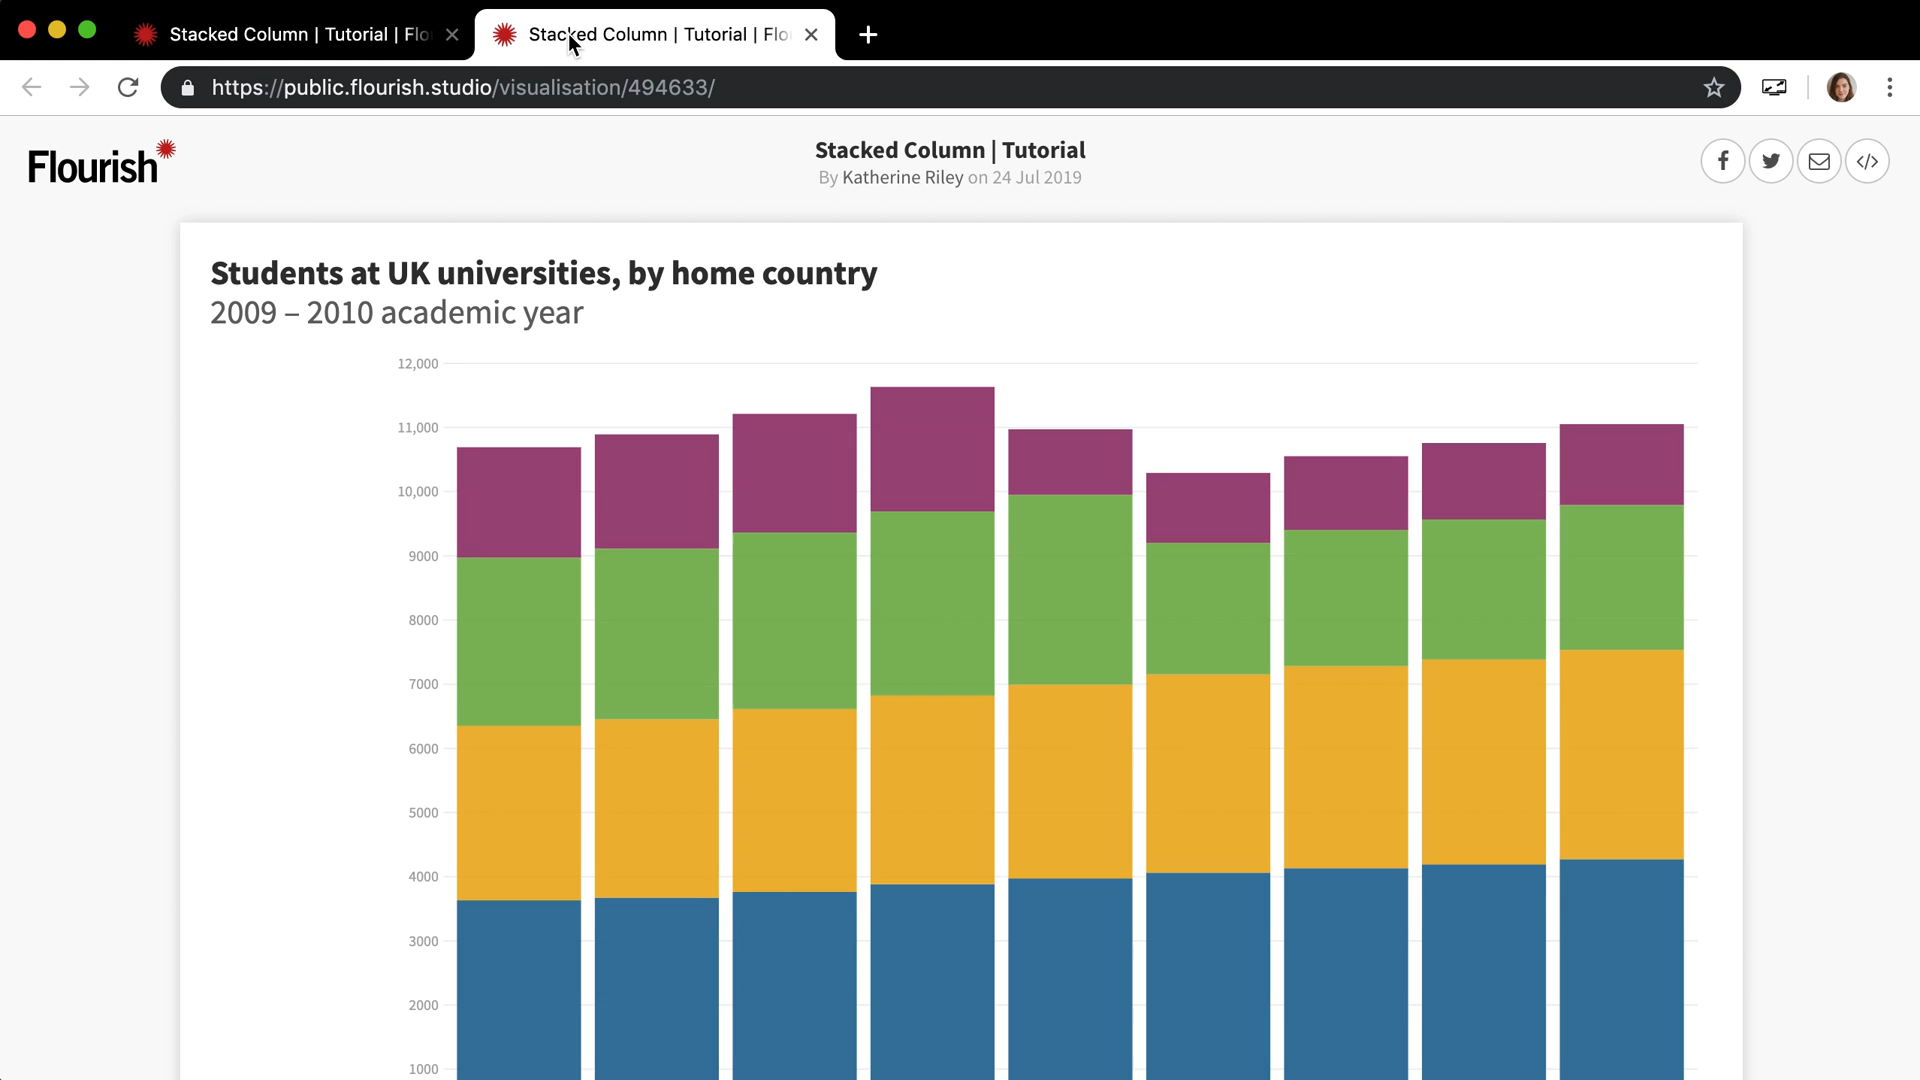 Stacked Column | Tutorial | Flo
Stacked Column | Tutorial | Flo
https://public.flourish.studio/visualisation/494633/
Flourish
Stacked Column | Tutorial
By Katherine Riley on 24 Jul 2019
Students at UK universities, by home country
2009 – 2010 academic year
12,000
11,000
10,000
9000
8000
7000
6000
5000
4000
3000
2000
1000